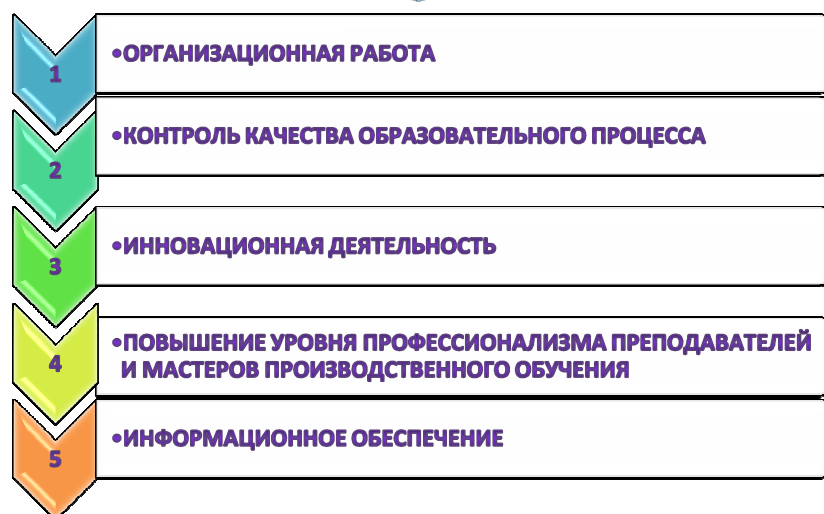 1
•ОРГАНИЗАЦИОННАЯ РАБОТА
2
•КОНТРОЛЬ КАЧЕСТВА ОБРАЗОВАТЕЛЬНОГО ПРОЦЕССА
3
•ИННОВАЦИОННАЯ ДЕЯТЕЛЬНОСТЬ
4
•ПОВЫШЕНИЕ УРОВНЯ ПРОФЕССИОНАЛИЗМА ПРЕПОДАВАТЕЛЕЙ
И МАСТЕРОВ ПРОИЗВОДСТВЕННОГО ОБУЧЕНИЯ
5
•ИНФОРМАЦИОННОЕ ОБЕСПЕЧЕНИЕ